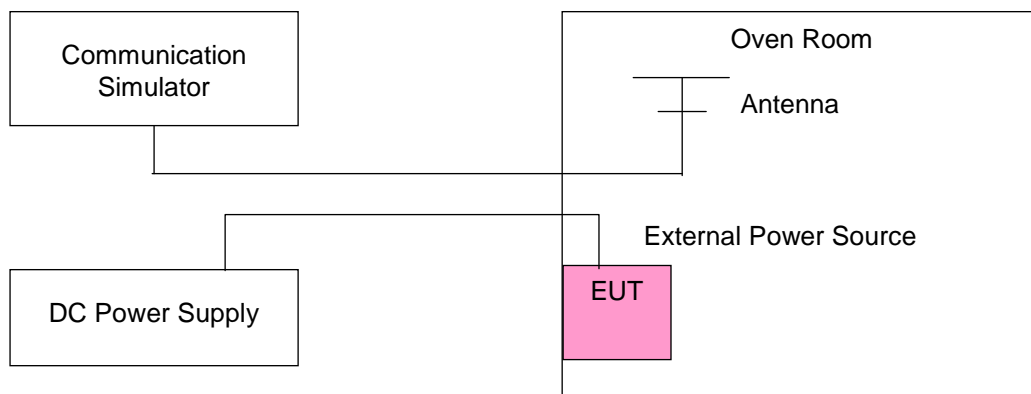 Communication
Simulator
Oven Room
Antenna
External Power Source
DC Power Supply
EUT